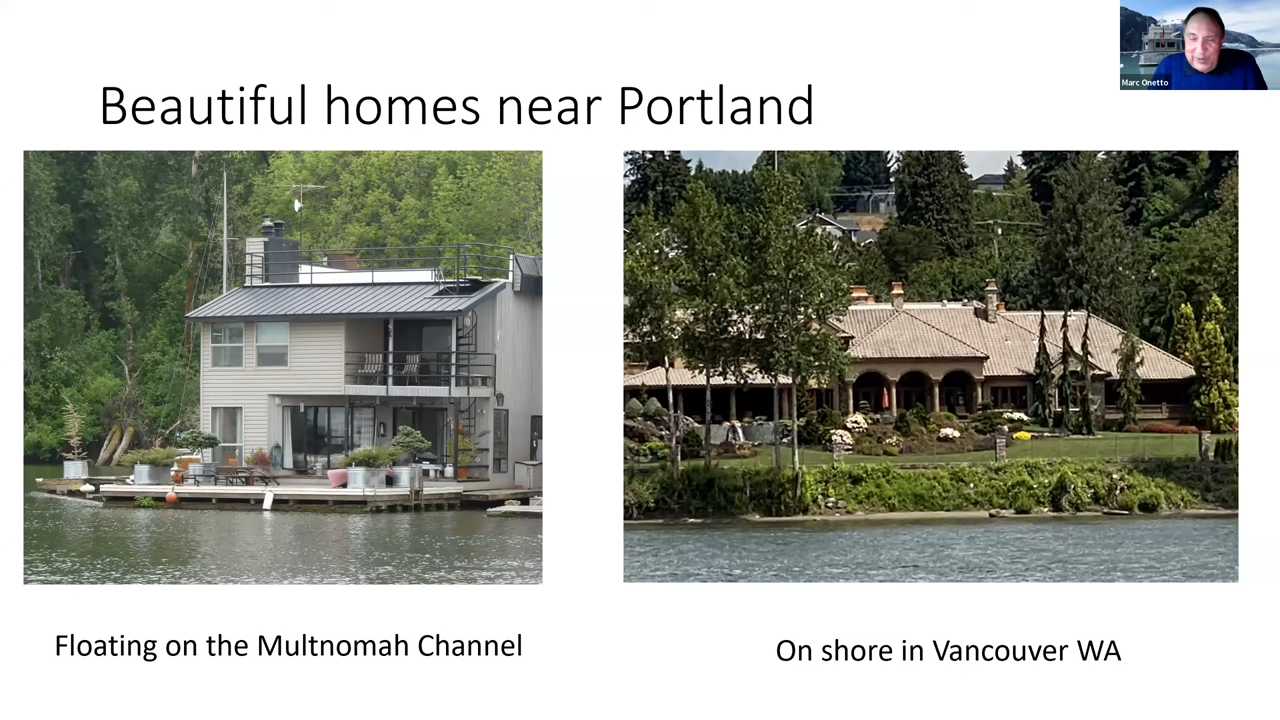 Marc Onetto
Beautiful homes near Portland
Floating on the Multnomah Channel
On shore in Vancouver WA